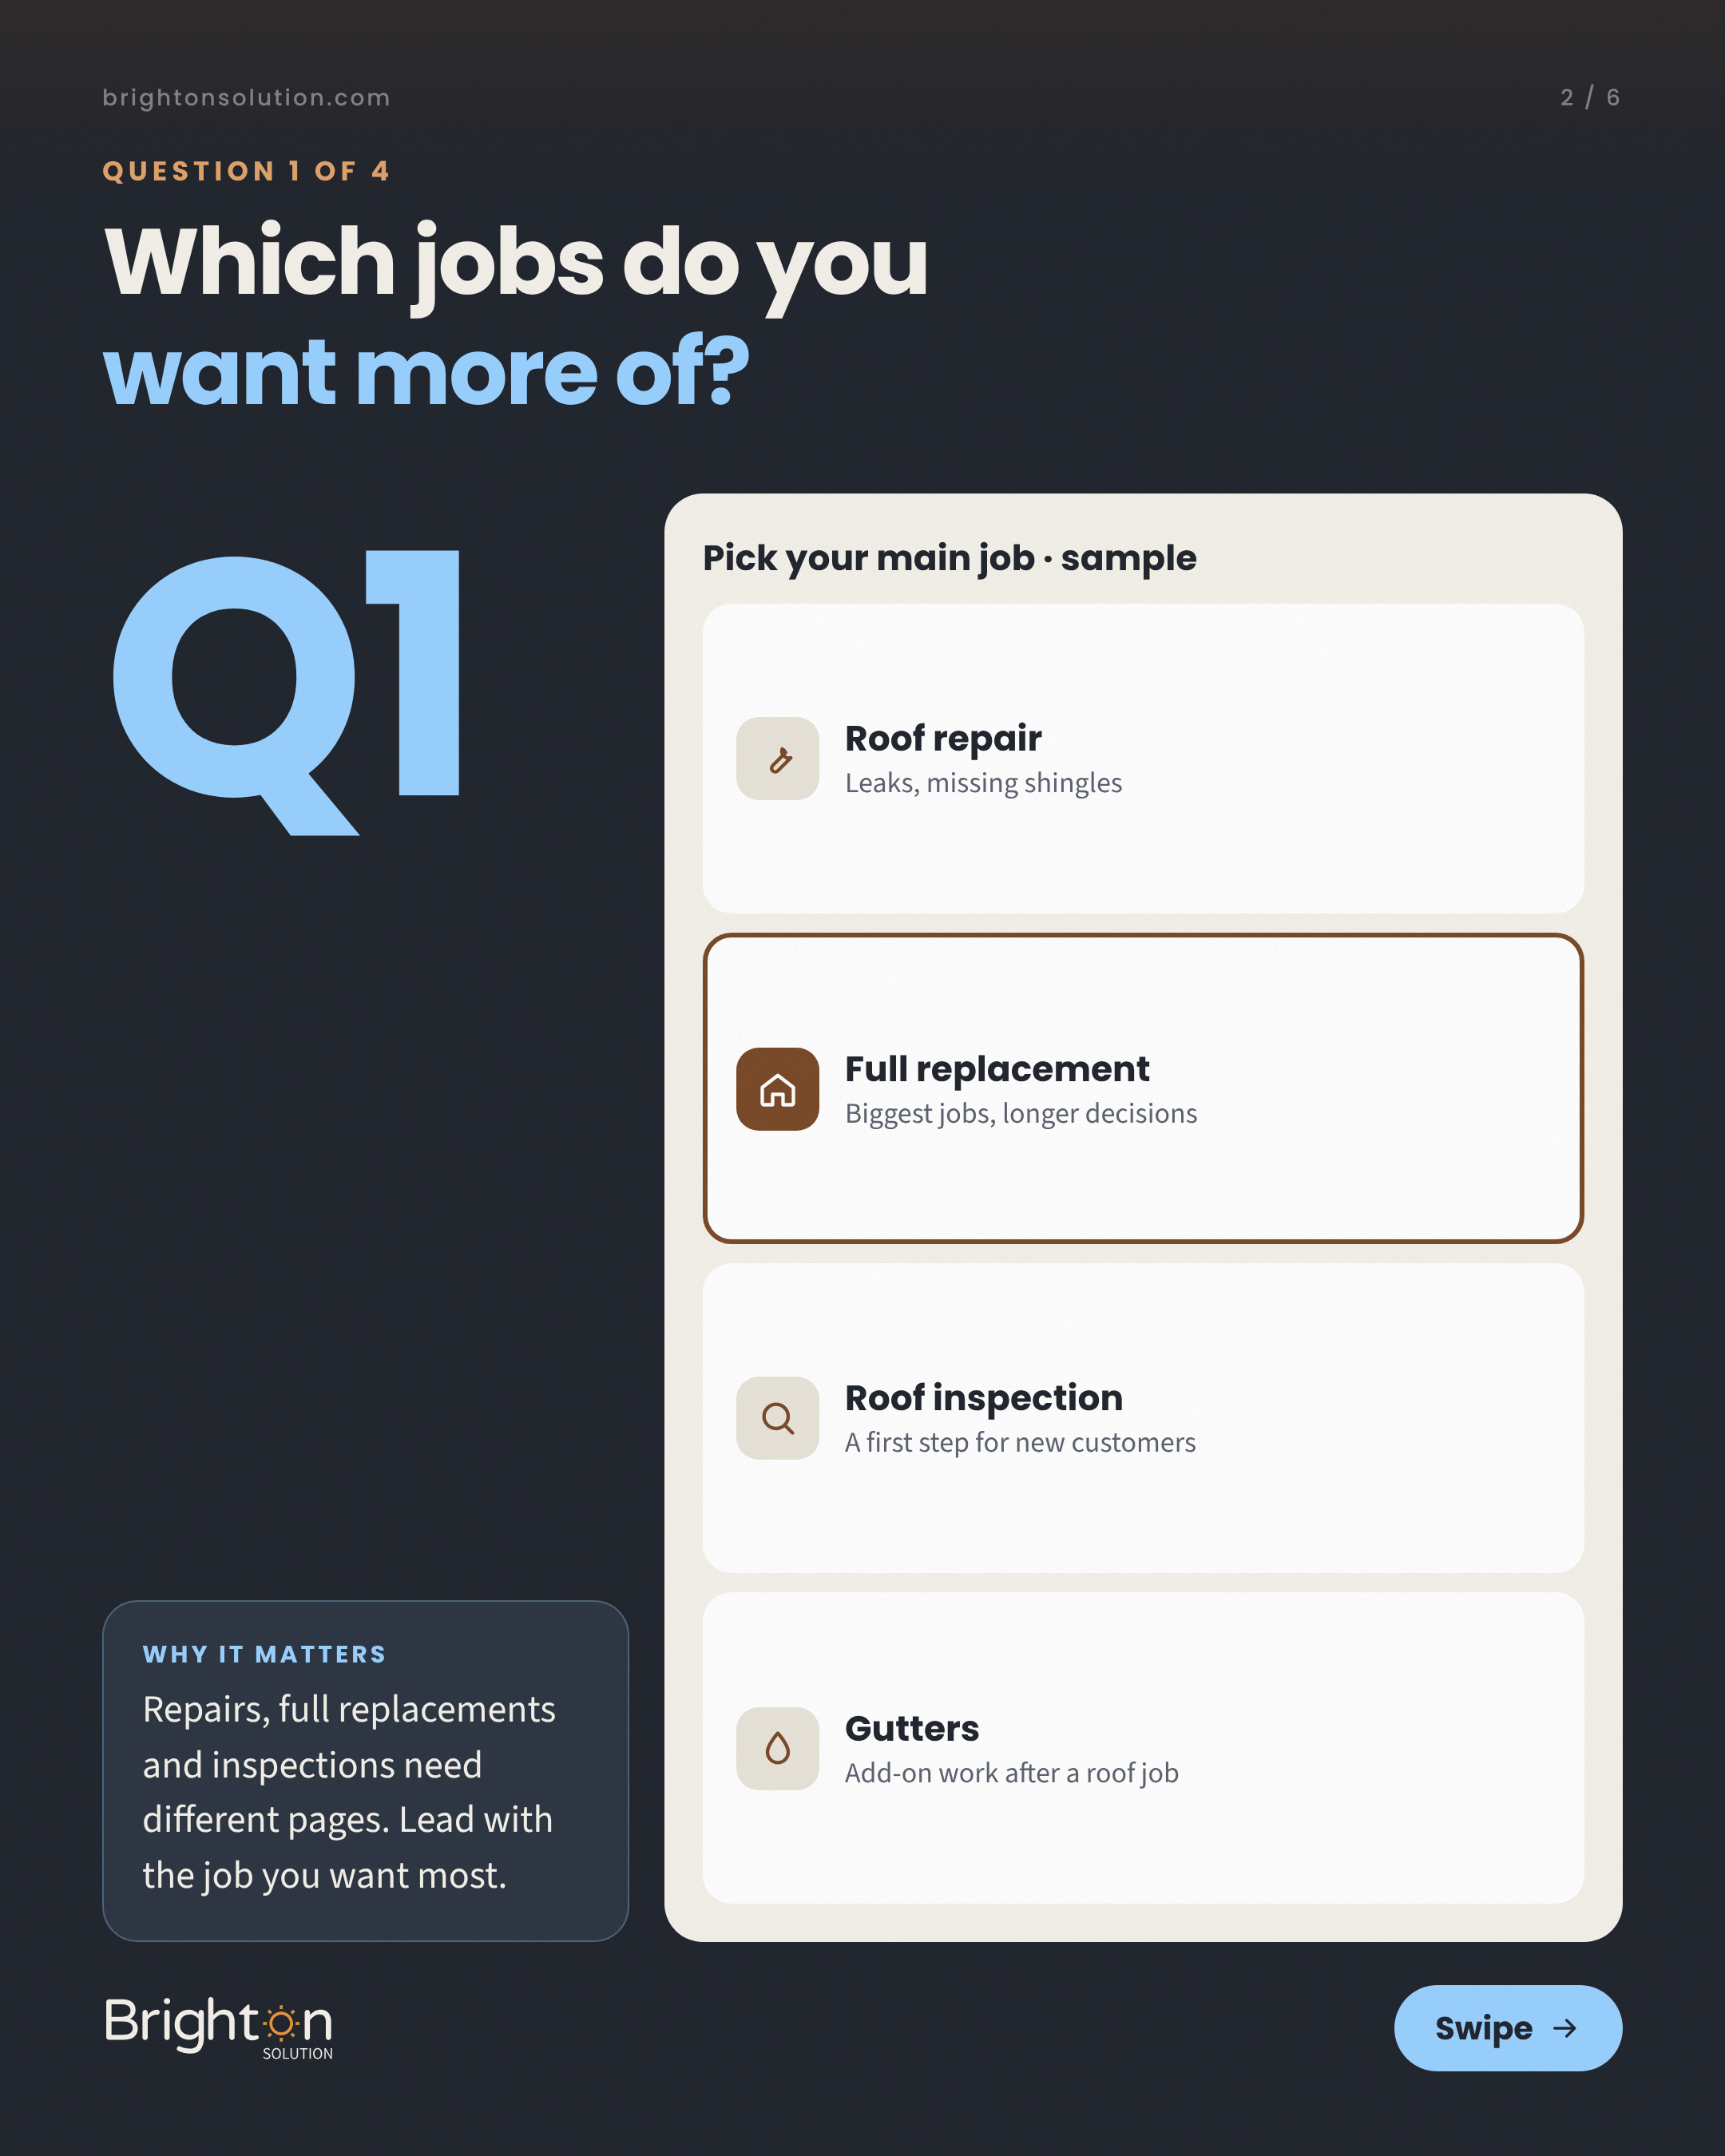 brightonsolution.com
2 / 6
QUESTION 1 OF 4
Which jobs do you
want more of?
Q1
WHY IT MATTERS
Repairs, full replacements
and inspections need
different pages. Lead with
the job you want most.
Pick your main job · sample
Roof repair
Leaks, missing shingles
Full replacement
Biggest jobs, longer decisions
Roof inspection
A first step for new customers
Gutters
Add-on work after a roof job
Brighton
SOLUTION
Swipe →